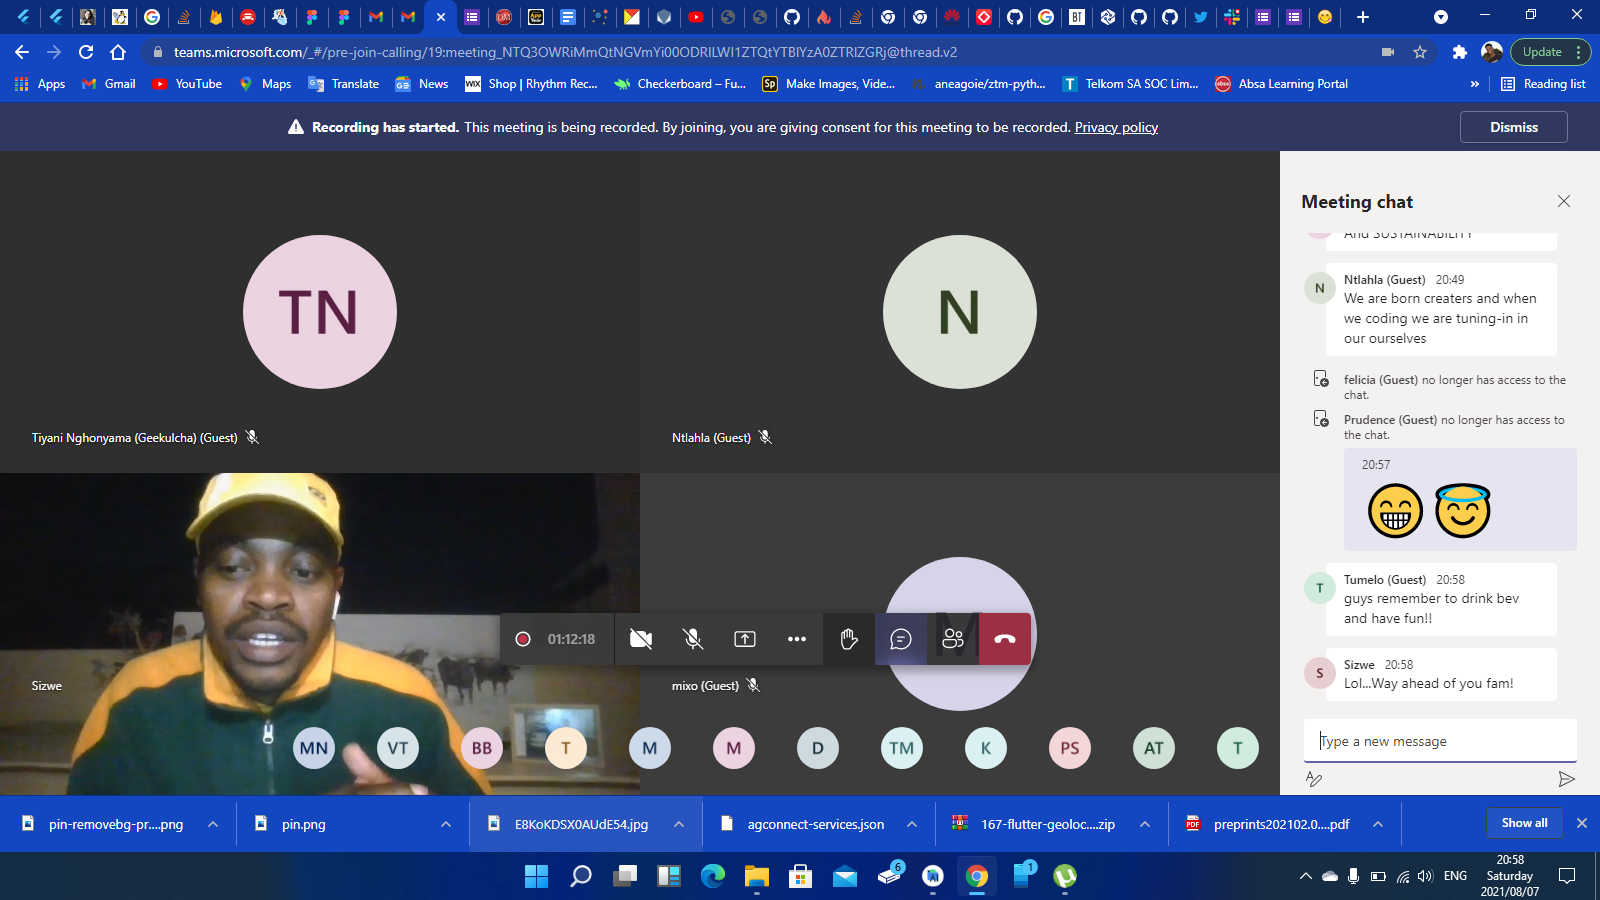 teams.microsoft.com/_#/pre-join-calling/19:meeting_NTQ3OWRiMmQtNGVmYi00ODRlLWI1ZTQtYTBlYzA0ZTRlZGRj@thread.v2
Update
Apps
Gmail
YouTube
Maps
Translate
News
WIX
Shop | Rhythm Rec...
Checkerboard – Fu...
Sp
Make Images, Vide...
aneagoie/ztm-pyth...
T
Telkom SA SOC Lim...
absa
Absa Learning Portal
»
Reading list
Recording has started. This meeting is being recorded. By joining, you are giving consent for this meeting to be recorded. Privacy policy
Dismiss
TN
Tiyani Nghonyama (Geekulcha) (Guest)
N
Ntlahla (Guest)
Sizwe
M
mixo (Guest)
01:12:18
MN
VT
BB
T
M
M
D
TM
K
PS
AT
T
Meeting chat
And SUSTAINABILITY
N
Ntlahla (Guest) 20:49
We are born creaters and when
we coding we are tuning-in in
our ourselves
felicia (Guest) no longer has access to the
chat.
Prudence (Guest) no longer has access to
the chat.
20:57
T
Tumelo (Guest) 20:58
guys remember to drink bev
and have fun!!
S
Sizwe 20:58
Lol...Way ahead of you fam!
Type a new message
pin-removebg-pr....png
pin.png
E8KoKDSX0AUdE54.jpg
agconnect-services.json
167-flutter-geoloc....zip
PDF
preprints202102.0....pdf
Show all
6
1
ENG
20:58
Saturday
2021/08/07